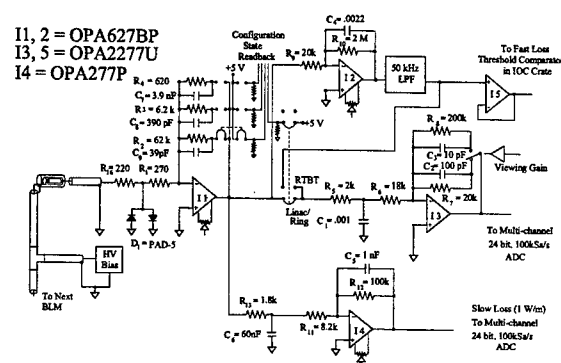 I1, 2 = OPA627BP
I3, 5 = OPA2277U
I4 = OPA277P
Configuration
State
Readback
+5 V
R4 = 620
C7 = 3.9 nF
R3 = 6.2 k
C8 = 390 pF
R2 = 62 k
C9 = 39pF
+5 V
C4 = .0022
R10 = 2 M
R9 = 20k
I2
50 kHz
LPF
To Fast Loss
Threshold Comparator
in IOC Crate
I5
R8 = 200k
C3 = 10 pF
C2 = 100 pF
R7 = 20k
Viewing Gain
R14 = 220
R1 = 270
I1
D1 = PAD-5
RTBT
Linac/
Ring
R5 = 2k
R6 = 18k
C1 = .001
I3
To Multi-channel
24 bit, 100kSa/s
ADC
HV
Bias
To Next
BLM
C5 = 1 nF
R12 = 100k
R13 = 1.8k
R11 = 8.2k
C6 = 60nF
I4
Slow Loss (1 W/m)
To Multi-channel
24 bit, 100kSa/s
ADC